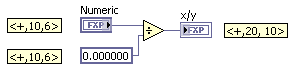 Numeric
x/y
<+,10,6>
FXP
FXP
<+,20, 10>
<+,10,6>
0.000000